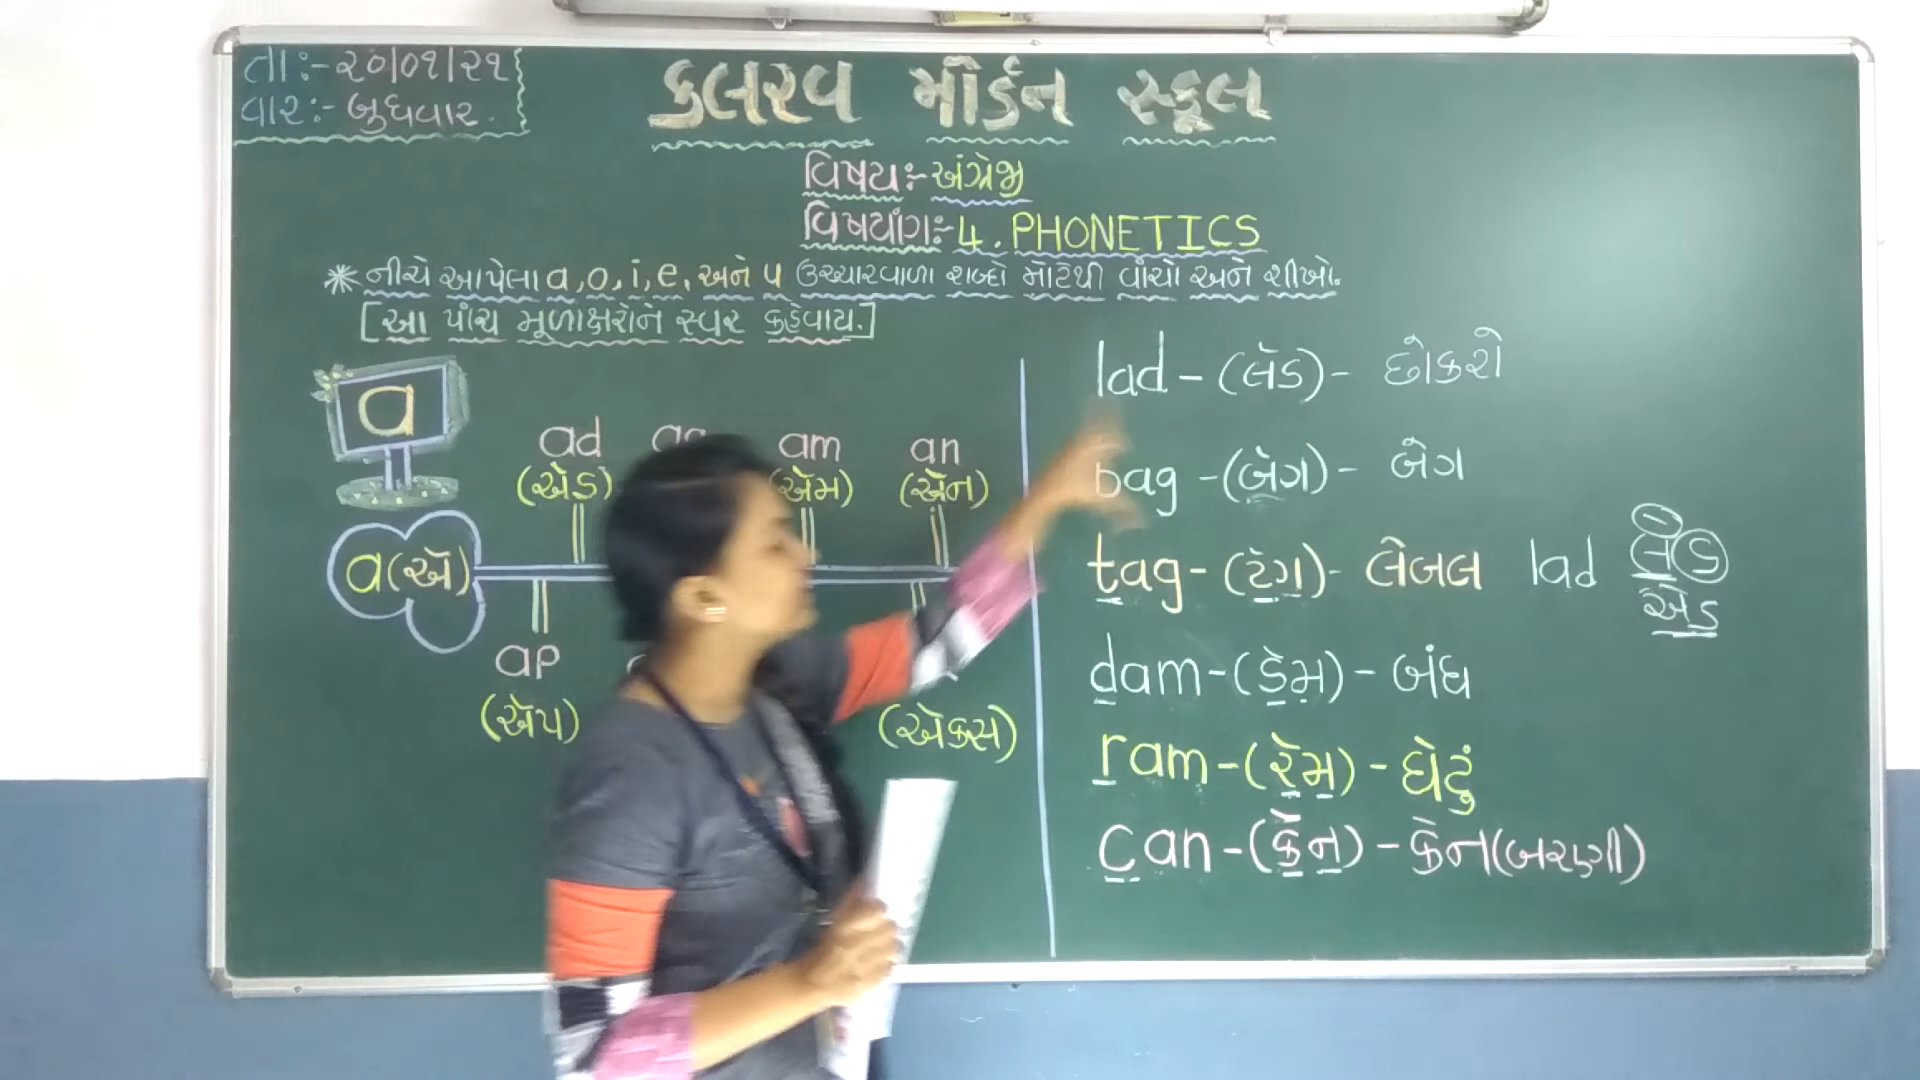 તા:-૨૦/૦૧/૨૧
વાર:- બુધવાર.
કલરવ મોર્ડન સ્કૂલ
વિષય:- અંગ્રેજી
વિષયાંગ:- 4. PHONETICS
* નીચે આપેલા a, o, i, e, અને u ઉચ્ચારવાળા શબ્દો મોટેથી વાંચો અને શીખો.
[આ પાંચ મૂળાક્ષરોને સ્વર કહેવાય.]
a
ad am an
(ઍડ) (ઍમ) (ઍન)
a(ઍ)
ap
(ઍપ) (ઍક્સ)
lad - (લૅડ) - છોકરો
bag - (બૅગ) - બેગ
tag - (ટૅગ) - લેબલ lad લૅડ
ઍડ
dam - (ડૅમ) - બંધ
ram - (રૅમ) - ઘેટું
can - (કૅન) - કેન(બરણી)